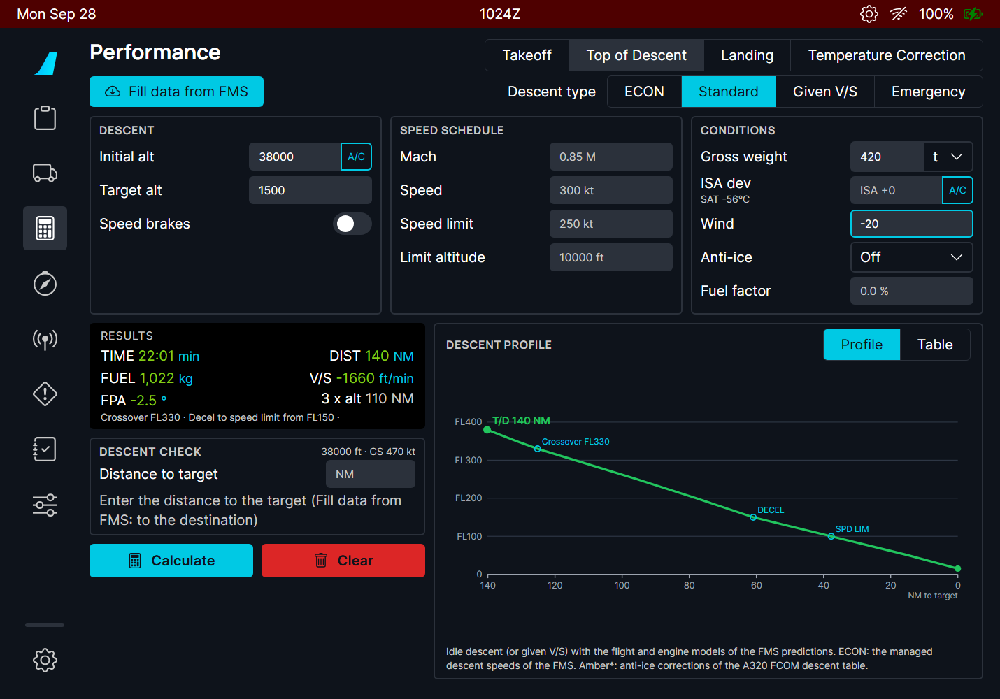 Mon Sep 28
1024Z
100%
Performance
Takeoff
Top of Descent
Landing
Temperature Correction
Fill data from FMS
Descent type
ECON
Standard
Given V/S
Emergency
DESCENT
Initial alt
38000
A/C
Target alt
1500
Speed brakes
SPEED SCHEDULE
Mach
0.85 M
Speed
300 kt
Speed limit
250 kt
Limit altitude
10000 ft
CONDITIONS
Gross weight
420
t
ISA dev
SAT -56°C
ISA +0
A/C
Wind
-20
Anti-ice
Off
Fuel factor
0.0 %
RESULTS
TIME 22:01 min
DIST 140 NM
FUEL 1,022 kg
V/S -1660 ft/min
FPA -2.5 °
3 x alt 110 NM
Crossover FL330 · Decel to speed limit from FL150 ·
DESCENT CHECK
38000 ft · GS 470 kt
Distance to target
NM
Enter the distance to the target (Fill data from
FMS: to the destination)
Calculate
Clear
DESCENT PROFILE
Profile
Table
FL400
T/D 140 NM
Crossover FL330
FL300
FL200
DECEL
SPD LIM
FL100
0
140
120
100
80
60
40
20
0
NM to target
Idle descent (or given V/S) with the flight and engine models of the FMS predictions. ECON: the managed
descent speeds of the FMS. Amber*: anti-ice corrections of the A320 FCOM descent table.